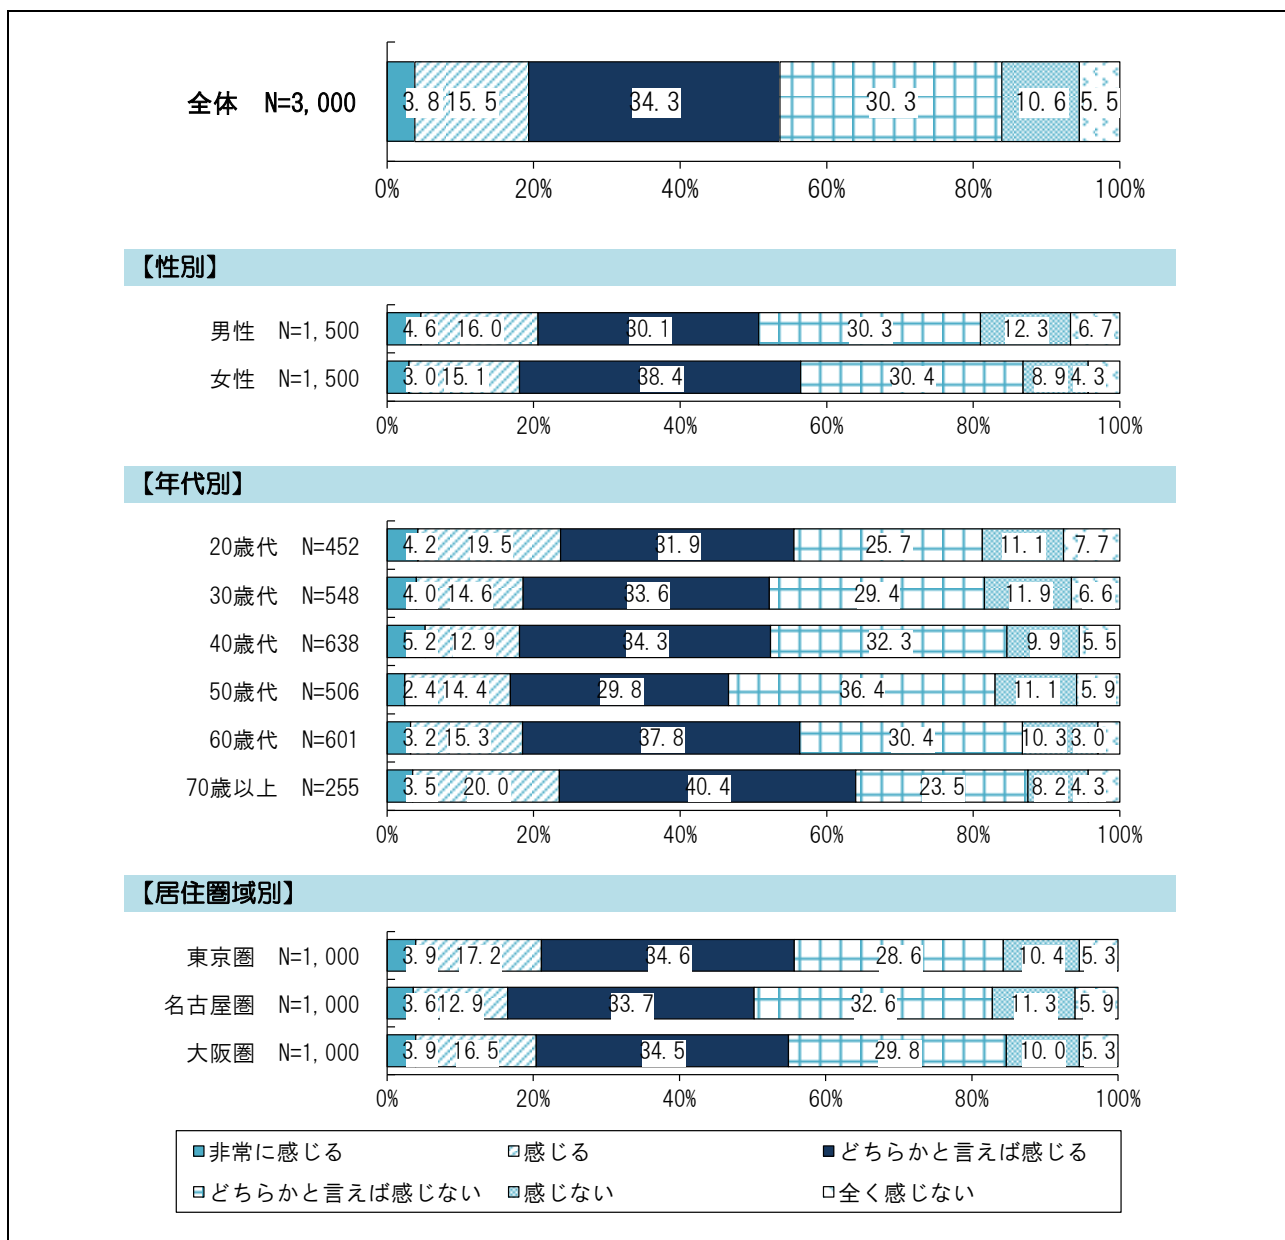 全体 N=3,000 3.8 15.5 34.3 30.3 10.6 5.5
0% 20% 40% 60% 80% 100%
【性別】
男性 N=1,500 4.6 16.0 30.1 30.3 12.3 6.7
女性 N=1,500 3.0 15.1 38.4 30.4 8.9 4.3
0% 20% 40% 60% 80% 100%
【年代別】
20歳代 N=452 4.2 19.5 31.9 25.7 11.1 7.7
30歳代 N=548 4.0 14.6 33.6 29.4 11.9 6.6
40歳代 N=638 5.2 12.9 34.3 32.3 9.9 5.5
50歳代 N=506 2.4 14.4 29.8 36.4 11.1 5.9
60歳代 N=601 3.2 15.3 37.8 30.4 10.3 3.0
70歳以上 N=255 3.5 20.0 40.4 23.5 8.2 4.3
0% 20% 40% 60% 80% 100%
【居住圏域別】
東京圏 N=1,000 3.9 17.2 34.6 28.6 10.4 5.3
名古屋圏 N=1,000 3.6 12.9 33.7 32.6 11.3 5.9
大阪圏 N=1,000 3.9 16.5 34.5 29.8 10.0 5.3
0% 20% 40% 60% 80% 100%
非常に感じる 感じる どちらかと言えば感じる
どちらかと言えば感じない 感じない 全く感じない